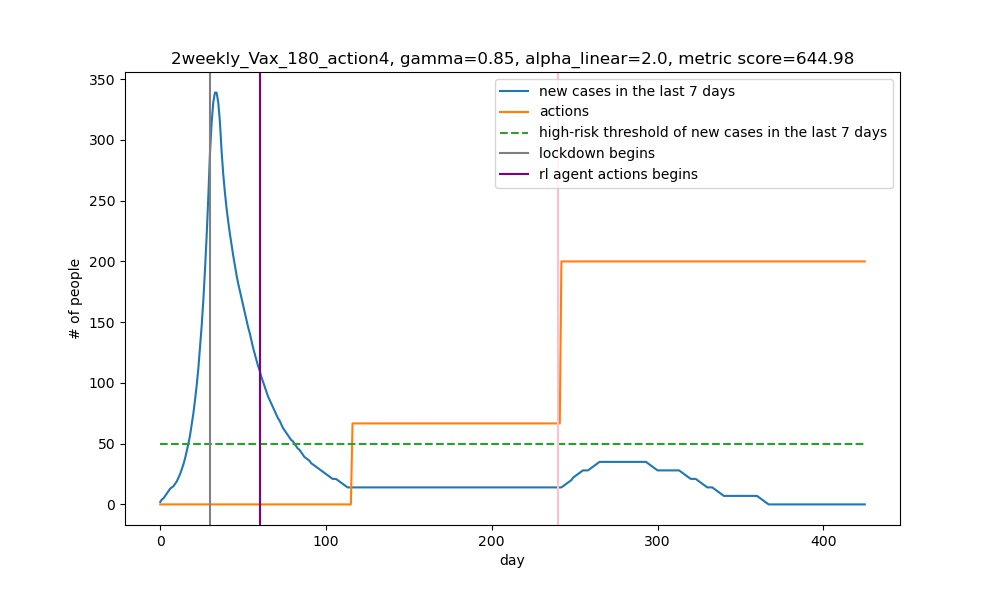 2weekly_Vax_180_action4, gamma=0.85, alpha_linear=2.0, metric score=644.98
new cases in the last 7 days
actions
high-risk threshold of new cases in the last 7 days
lockdown begins
rl agent actions begins
# of people
350
300
250
200
150
100
50
0
0 100 200 300 400
day